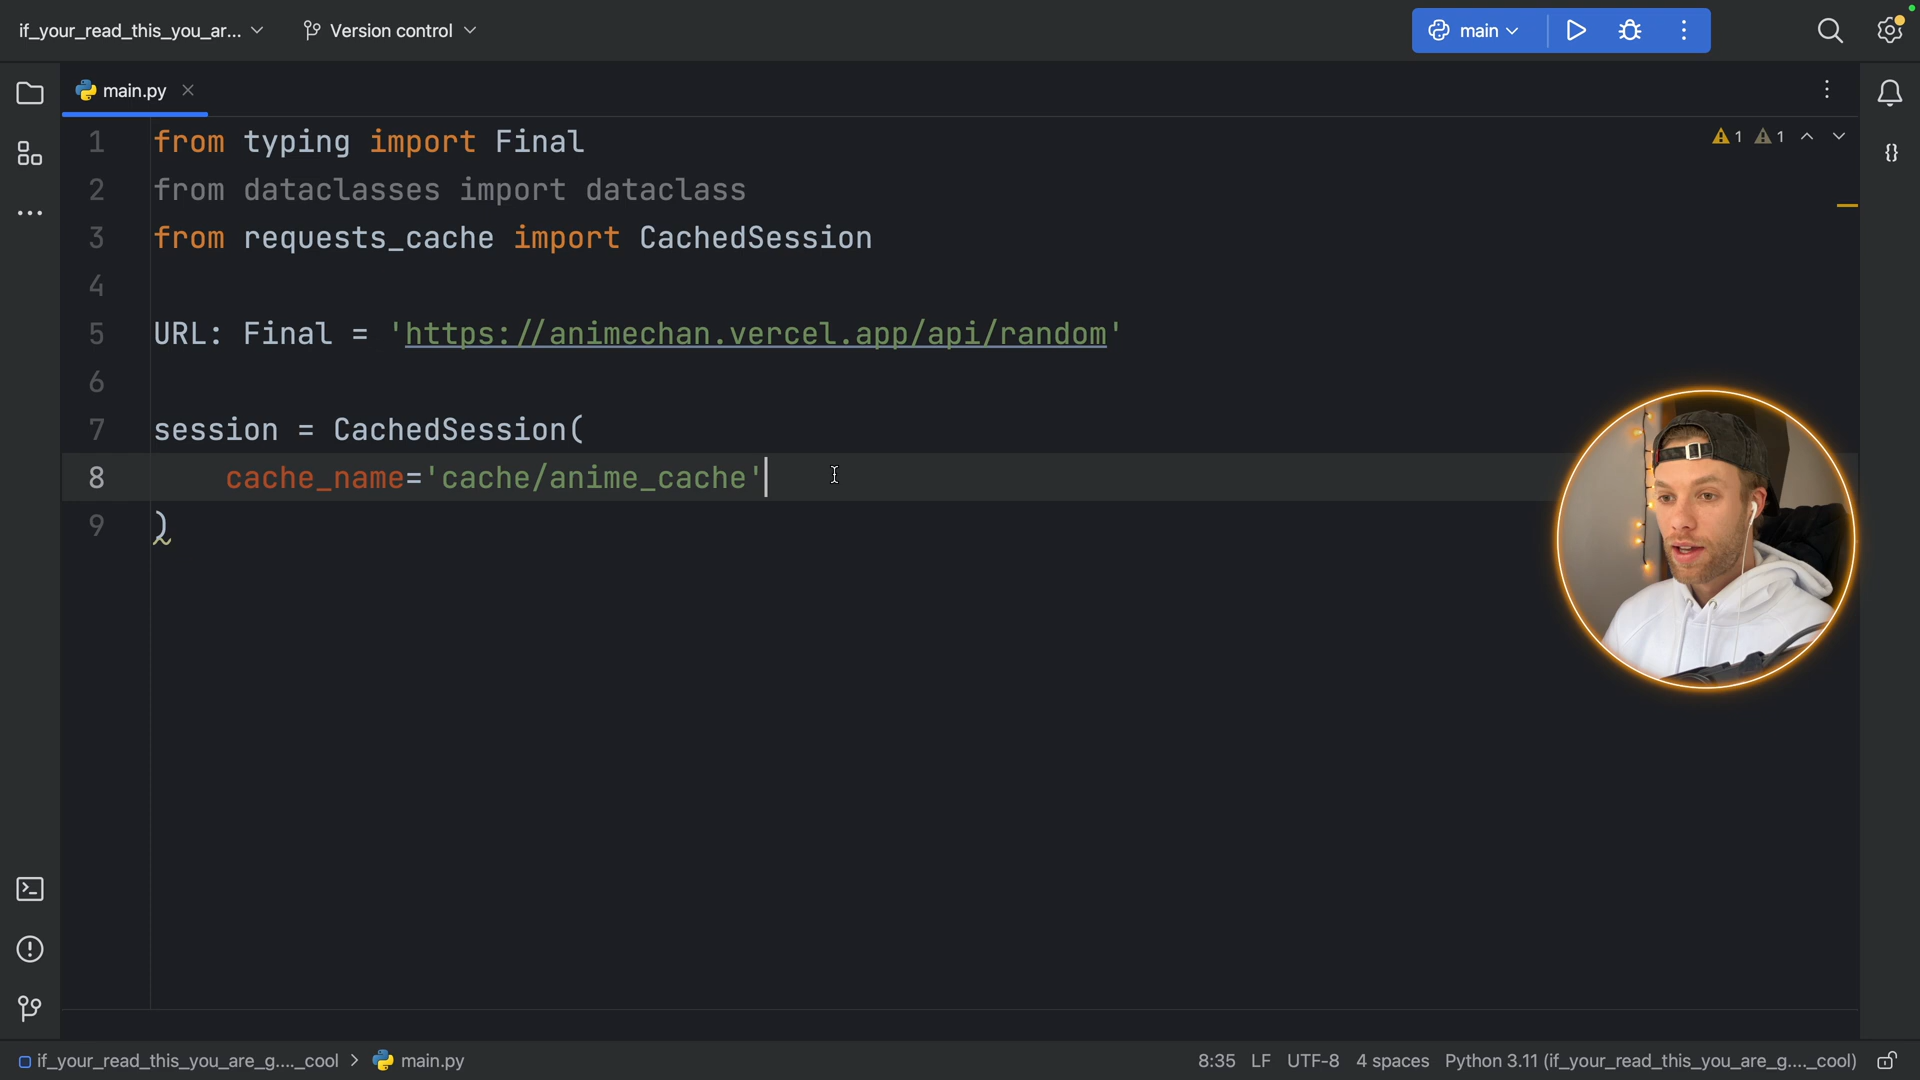 if_your_read_this_you_ar...
Version control
main
main.py
1 from typing import Final
2 from dataclasses import dataclass
3 from requests_cache import CachedSession
4
5 URL: Final = 'https://animechan.vercel.app/api/random'
6
7 session = CachedSession(
8 cache_name='cache/anime_cache'
9 )
1 1
{}
if_your_read_this_you_are_g...._cool > main.py
8:35 LF UTF-8 4 spaces Python 3.11 (if_your_read_this_you_are_g...._cool)